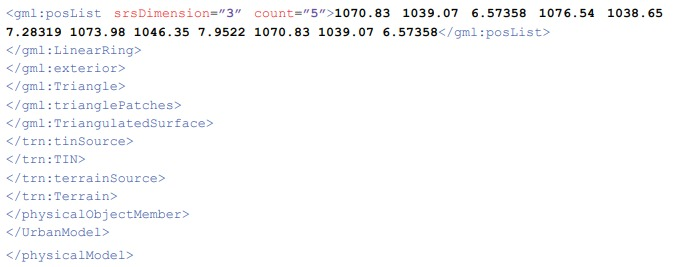 <gml:posList srsDimension="3" count="5">1070.83 1039.07 6.57358 1076.54 1038.65
7.28319 1073.98 1046.35 7.9522 1070.83 1039.07 6.57358</gml:posList>
</gml:LinearRing>
</gml:exterior>
</gml:Triangle>
</gml:trianglePatches>
</gml:TriangulatedSurface>
</trn:tinSource>
</trn:TIN>
</trn:terrainSource>
</trn:Terrain>
</physicalObjectMember>
</UrbanModel>
</physicalModel>